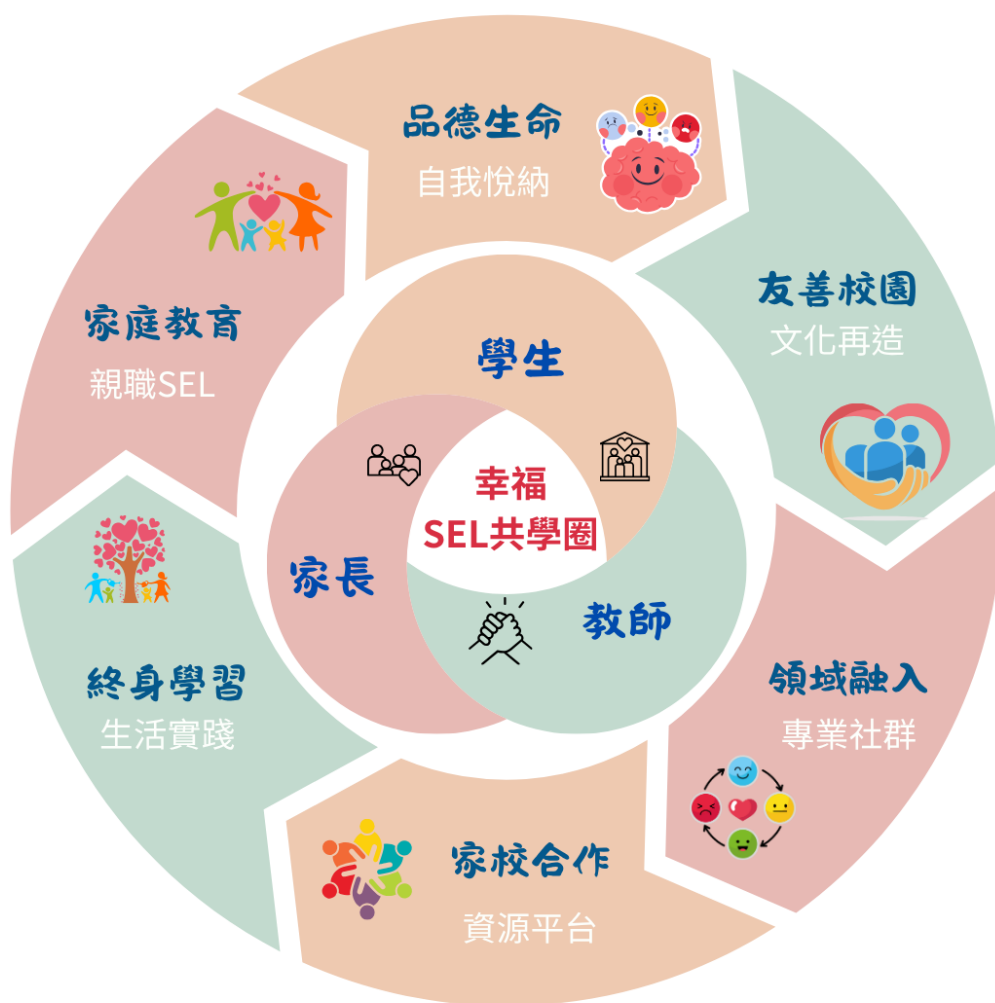 品德生命
自我悅納
友善校園
文化再造
領域融入
專業社群
家校合作
資源平台
終身學習
生活實踐
家庭教育
親職SEL
學生
教師
家長
幸福
SEL共學圈